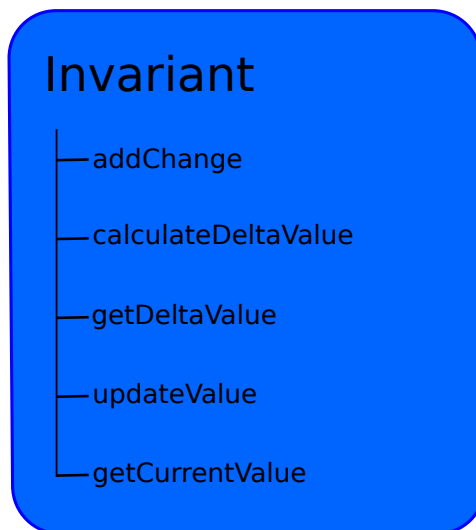 Invariant
addChange
calculateDeltaValue
getDeltaValue
updateValue
getCurrentValue